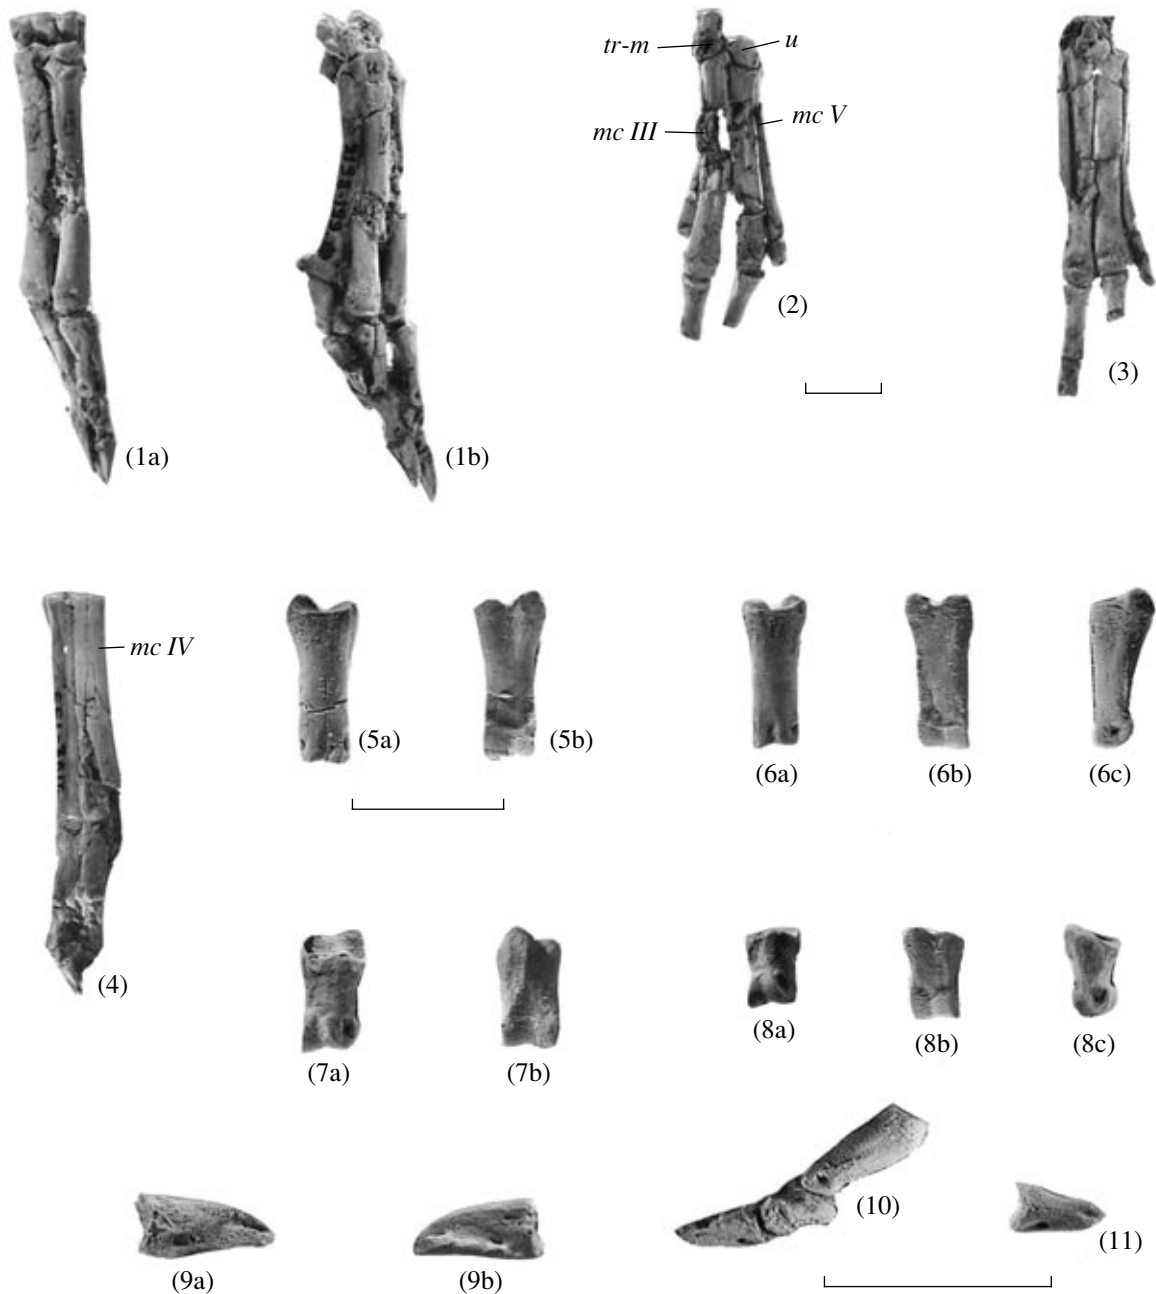 tr-m
u
mc III
mc V
(2)
(3)
(1a)
(1b)
mc IV
(5a)
(5b)
(6a)
(6b)
(6c)
(4)
(7a)
(7b)
(8a)
(8b)
(8c)
(10)
(11)
(9a)
(9b)